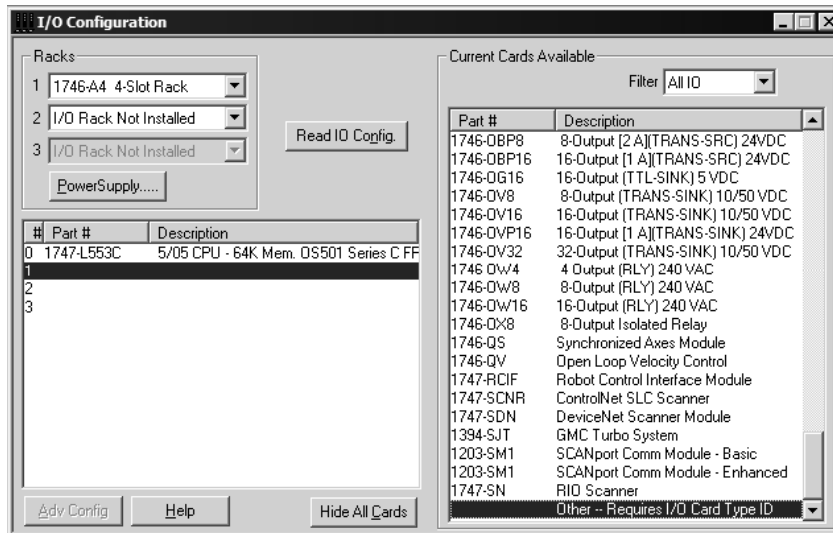 I/O Configuration
Racks
1 1746-A4 4-Slot Rack
2 I/O Rack Not Installed
3 I/O Rack Not Installed
PowerSupply.....
Read IO Config.
# Part # Description
0 1747-L553C 5/05 CPU - 64K Mem. OS501 Series C FF
1
2
3
Adv Config Help Hide All Cards
Current Cards Available
Filter All IO
Part # Description
1746-OBP8 8-Output [2 A](TRANS-SRC) 24VDC
1746-OBP16 16-Output [1 A](TRANS-SRC) 24VDC
1746-OG16 16-Output (TTL-SINK) 5 VDC
1746-OV8 8-Output (TRANS-SINK) 10/50 VDC
1746-OV16 16-Output (TRANS-SINK) 10/50 VDC
1746-OVP16 16-Output [1 A](TRANS-SINK) 24VDC
1746-OV32 32-Output (TRANS-SINK) 10/50 VDC
1746-OW4 4-Output (RLY) 240 VAC
1746-OW8 8-Output (RLY) 240 VAC
1746-OW16 16-Output (RLY) 240 VAC
1746-OX8 8-Output Isolated Relay
1746-QS Synchronized Axes Module
1746-QV Open Loop Velocity Control
1747-RCIF Robot Control Interface Module
1747-SCNR ControlNet SLC Scanner
1747-SDN DeviceNet Scanner Module
1394-SJT GMC Turbo System
1203-SM1 SCANport Comm Module - Basic
1203-SM1 SCANport Comm Module - Enhanced
1747-SN RIO Scanner
Other -- Requires I/O Card Type ID